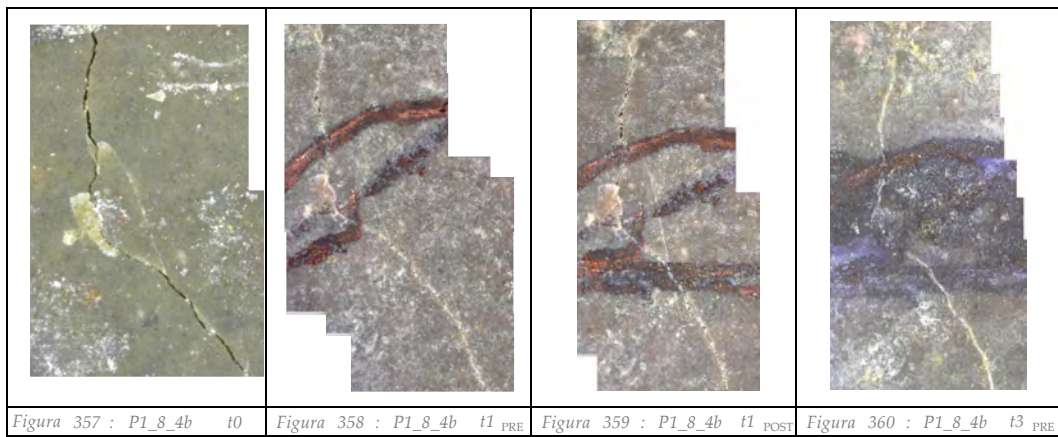 Figura 357 : P1_8_4b t0
Figura 358 : P1_8_4b t1 PRE
Figura 359 : P1_8_4b t1 POST
Figura 360 : P1_8_4b t3 PRE